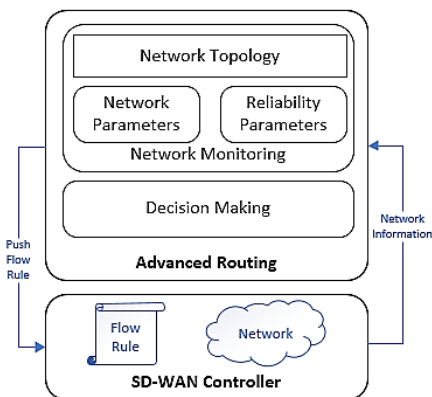 Network Topology
Network
Parameters
Reliability
Parameters
Network Monitoring
Decision Making
Advanced Routing
Push
Flow
Rule
Network
Information
Flow
Rule
Network
SD-WAN Controller